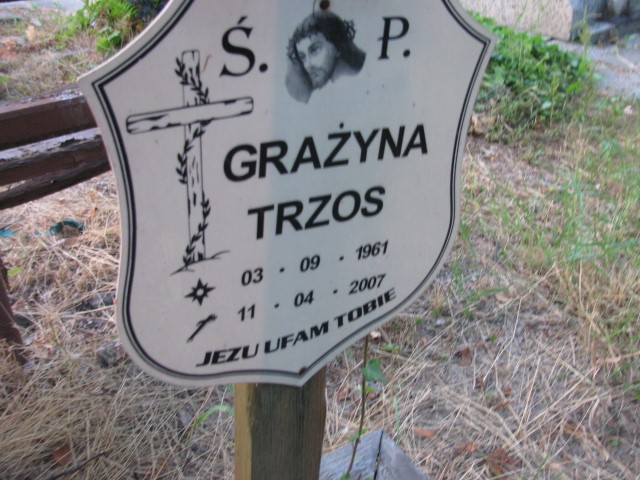 Ś. P.
GRAŻYNA
TRZOS
03 · 09 · 1961
11 · 04 · 2007
JEZU UFAM TOBIE